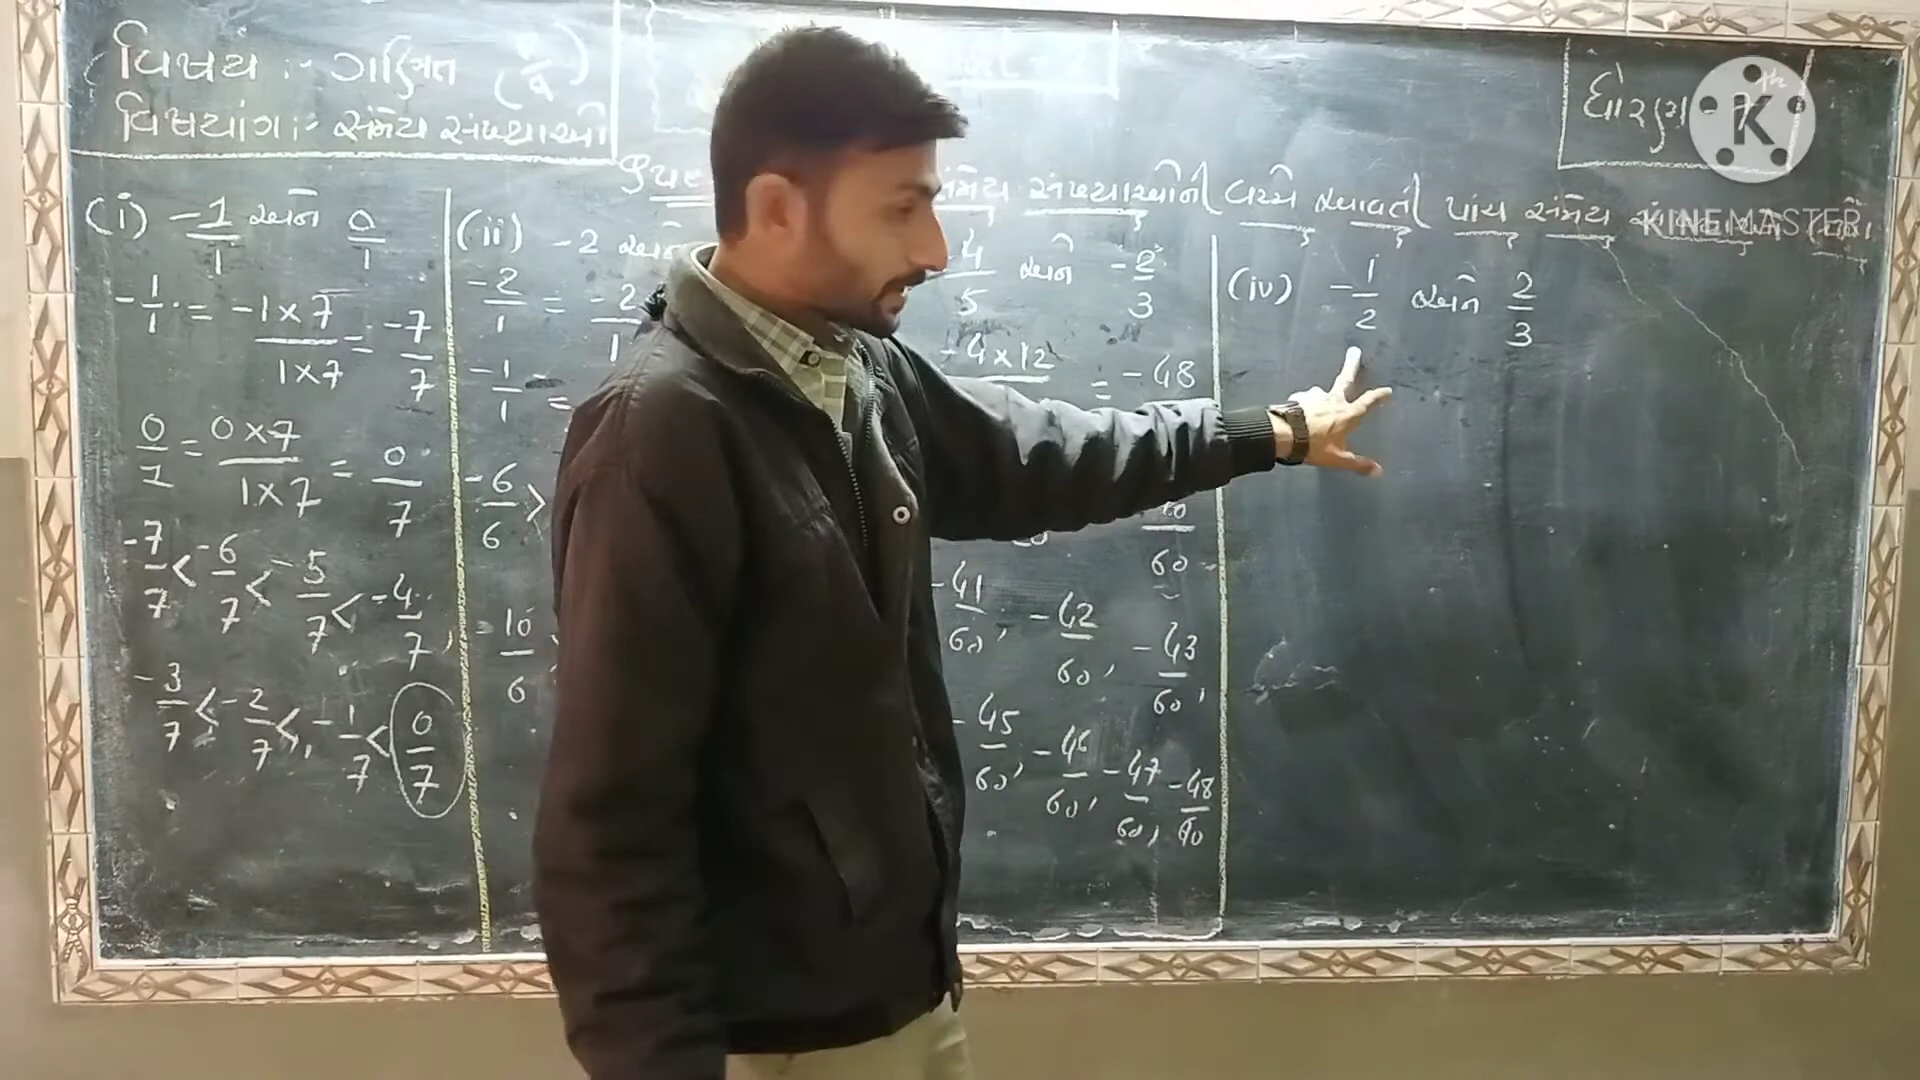 વિષય :- ગણિત
વિષયાંગ :- સંમેય સંખ્યાઓ
ધોરણ - 7
K
KINEMASTER
સંખ્યાઓની વચ્ચે આવતી પાંચ સંમેય
(i) -1/1 અને 0/1
-1/1 = -1×7/1×7 = -7/7
0/1 = 0×7/1×7 = 0/7
-7/7 < -6/7 < -5/7 < -4/7,
-3/7 < -2/7 <, -1/7 < 0/7
(ii) -2 અને
-2/1 = -2
-1/1 =
-6/6 >
-10/6
-4/5 અને -2/3
-4×12 = -48
60
-41/60, -42/60, -43/60,
-45/60, -46/60, -47/60, -48/60
(iv) -1/2 અને 2/3